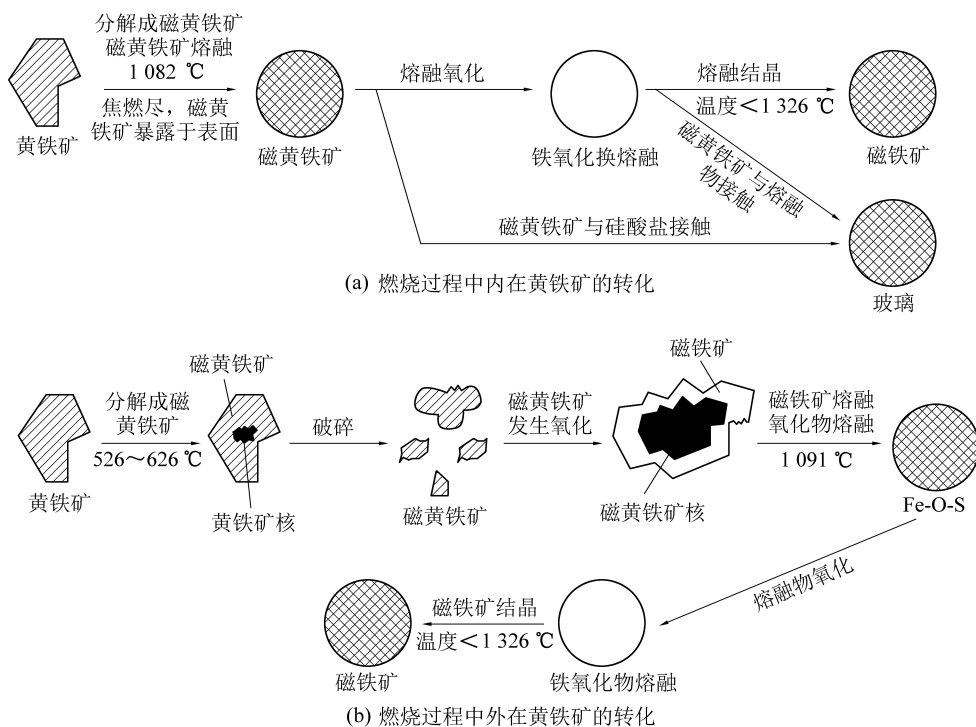 分解成磁黄铁矿
磁黄铁矿熔融
1 082 ℃
焦燃尽，磁黄
铁矿暴露于表面
黄铁矿
磁黄铁矿
熔融氧化
铁氧化换熔融
熔融结晶
温度＜1 326 ℃
磁铁矿
磁黄铁矿与熔融
物接触
磁黄铁矿与硅酸盐接触
玻璃
(a) 燃烧过程中内在黄铁矿的转化
黄铁矿
分解成磁
黄铁矿
526～626 ℃
磁黄铁矿
黄铁矿核
破碎
磁黄铁矿
磁黄铁矿
发生氧化
磁铁矿
磁黄铁矿核
磁铁矿熔融
氧化物熔融
1 091 ℃
Fe-O-S
熔融物氧化
铁氧化物熔融
磁铁矿结晶
温度＜1 326 ℃
磁铁矿
(b) 燃烧过程中外在黄铁矿的转化